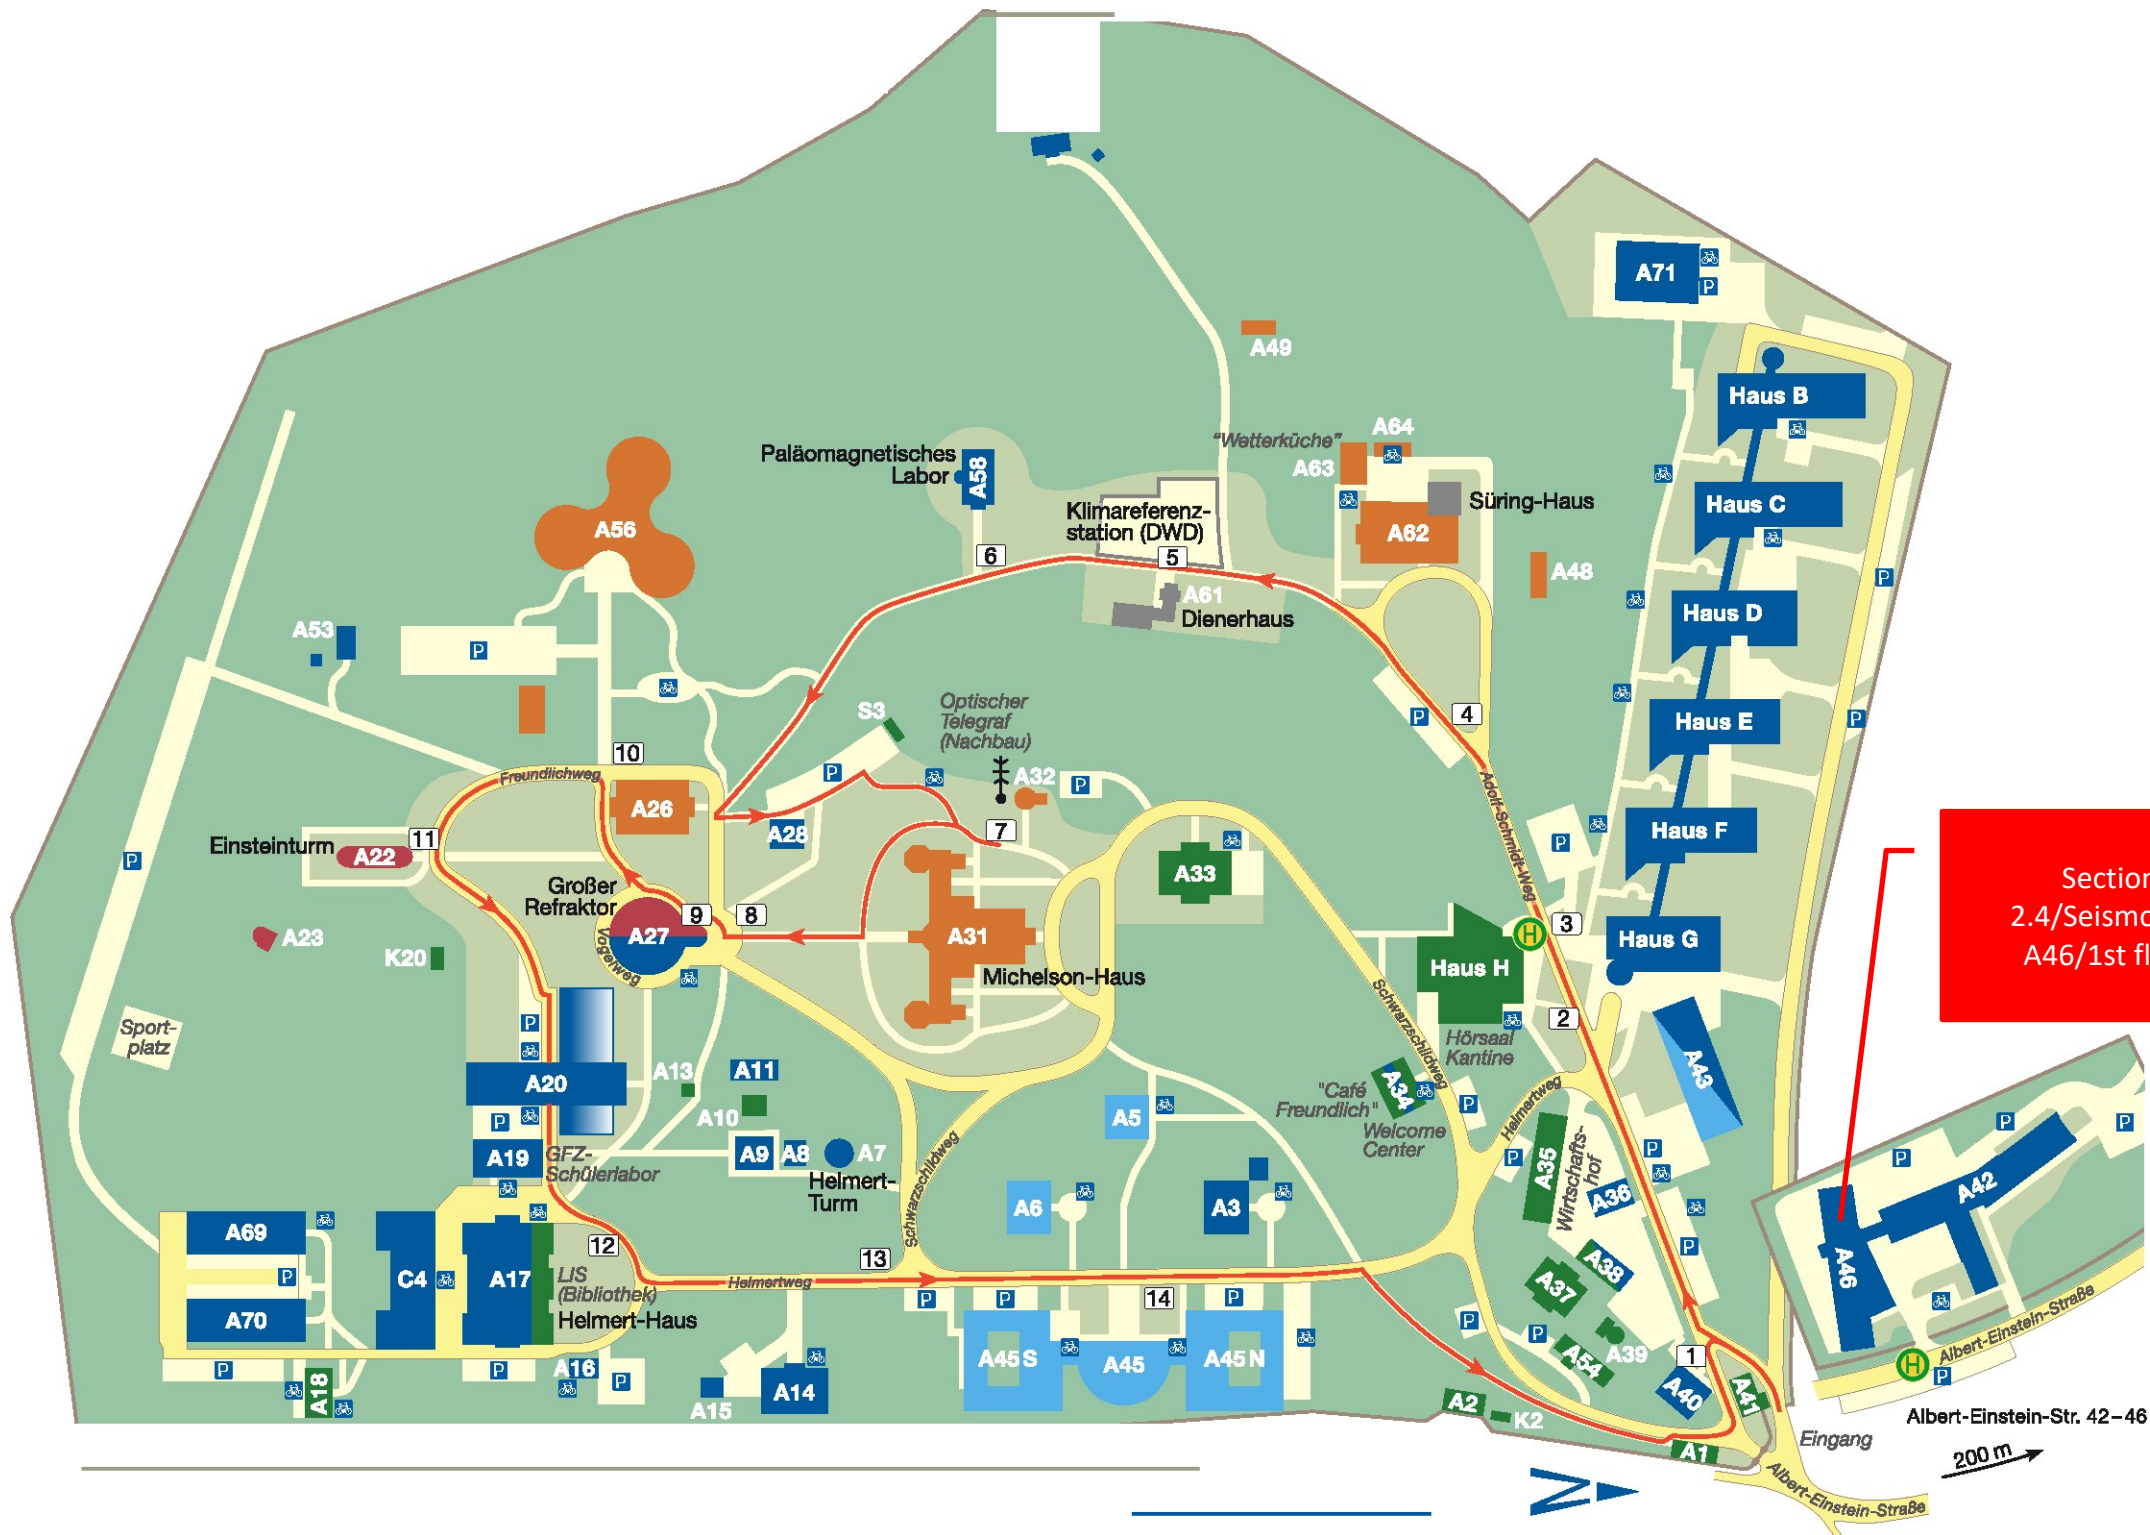 A71
P
A49
Haus B
"Wetterküche"
A64
A63
Paläomagnetisches
Labor
A58
Süring-Haus
Haus C
Klimareferenz-
station (DWD)
A62
A56
6
5
A48
P
A61
Dienerhaus
Haus D
A53
P
Optischer
Telegraf
(Nachbau)
S3
P
4
Haus E
P
10
Freundlichweg
P
A32
P
Adolf-Schmidt-Weg
A26
A28
7
Haus F
P
Einsteinturm
A22
11
P
A33
Section
2.4/Seismo
A46/1st fl
Großer
Refraktor
9
8
3
A23
A27
A31
H
Haus G
K20
Vogelweg
Michelson-Haus
Haus H
Schwarzschildweg
2
Sport-
platz
P
Hörsaal
Kantine
A20
A13
A11
A34
A43
"Café
Freundlich"
Welcome
Center
P
Helmertweg
A10
A5
P
P
P
A19
GFZ-
Schülerlabor
A9
A8
A7
Helmert-
Turm
Schwarzschildweg
P
A35
Wirtschafts-
hof
P
P
A42
A36
A6
A3
A69
12
13
P
A46
C4
A17
LIS
(Bibliothek)
Helmert-Haus
Helmertweg
P
A38
A37
P
P
P
14
P
A70
P
P
A39
1
Albert-Einstein-Straße
A45S
A45
A45N
A54
H
P
P
P
A16
P
A18
A15
A14
A2
K2
A40
A41
Albert-Einstein-Str. 42–46
A1
Eingang
200 m
Albert-Einstein-Straße
N